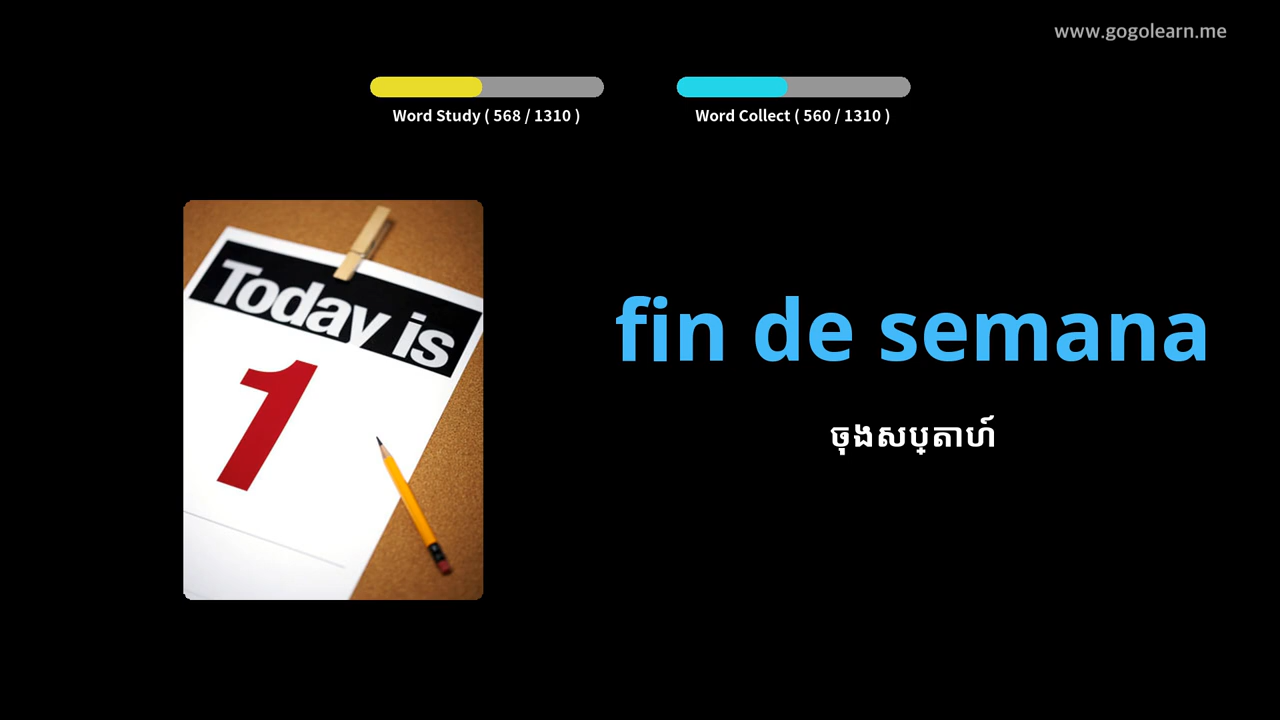 www.gogolearn.me
Word Study ( 568 / 1310 )
Word Collect ( 560 / 1310 )
Today is
1
fin de semana
ចុងសប្តាហ៍